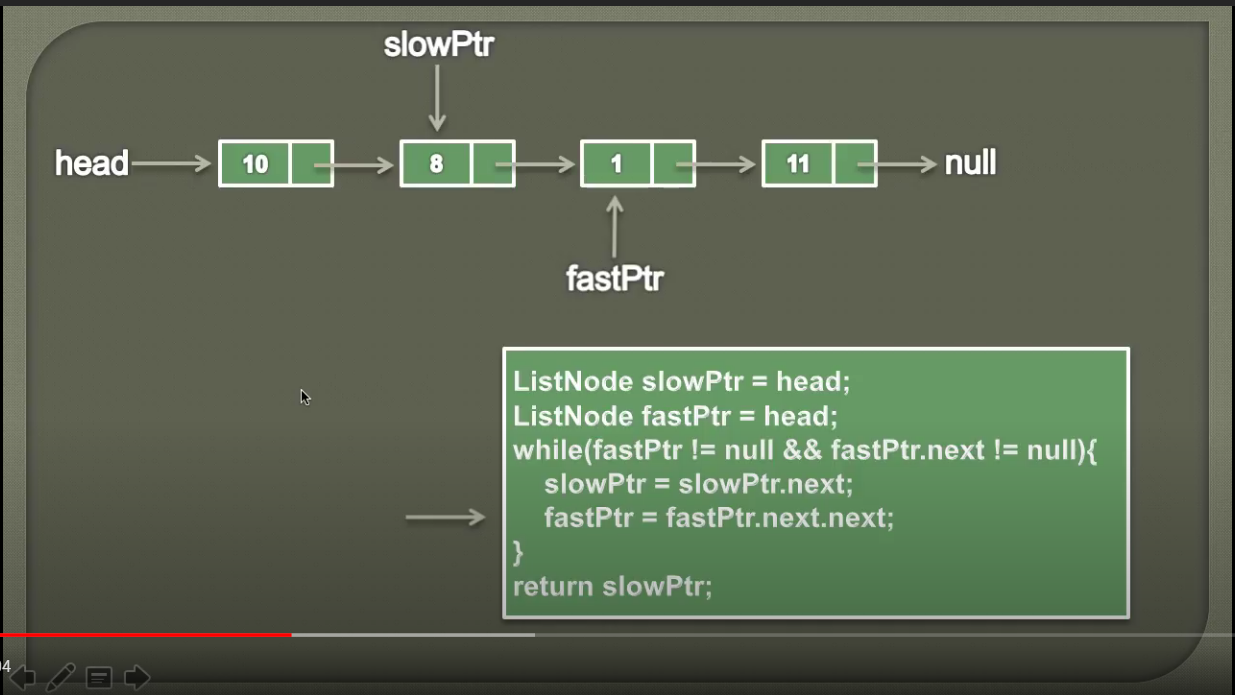 slowPtr
head 10 8 1 11 null
fastPtr
ListNode slowPtr = head;
ListNode fastPtr = head;
while(fastPtr != null && fastPtr.next != null){
slowPtr = slowPtr.next;
fastPtr = fastPtr.next.next;
}
return slowPtr;